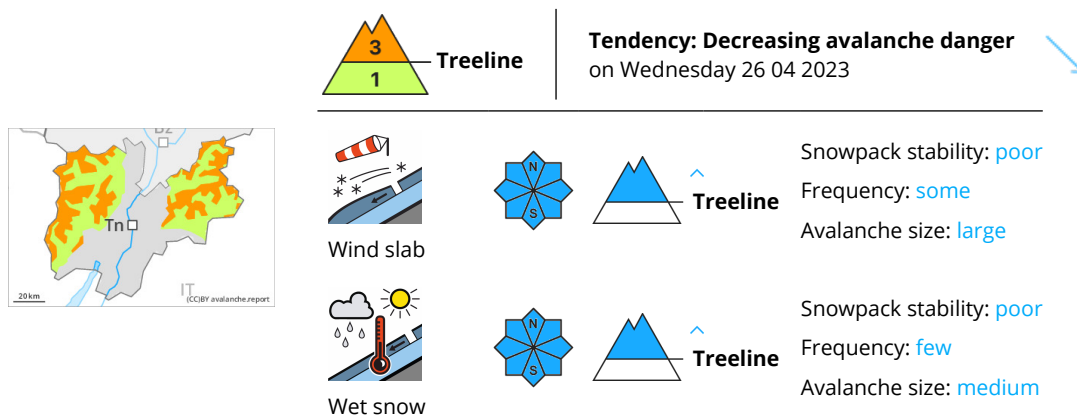 3
1
Treeline
Tendency: Decreasing avalanche danger
on Wednesday 26 04 2023
BZ
Tn
IT
20 km
(CC)BY avalanche.report
N
S
Treeline
Wind slab
Snowpack stability: poor
Frequency: some
Avalanche size: large
N
S
Treeline
Wet snow
Snowpack stability: poor
Frequency: few
Avalanche size: medium